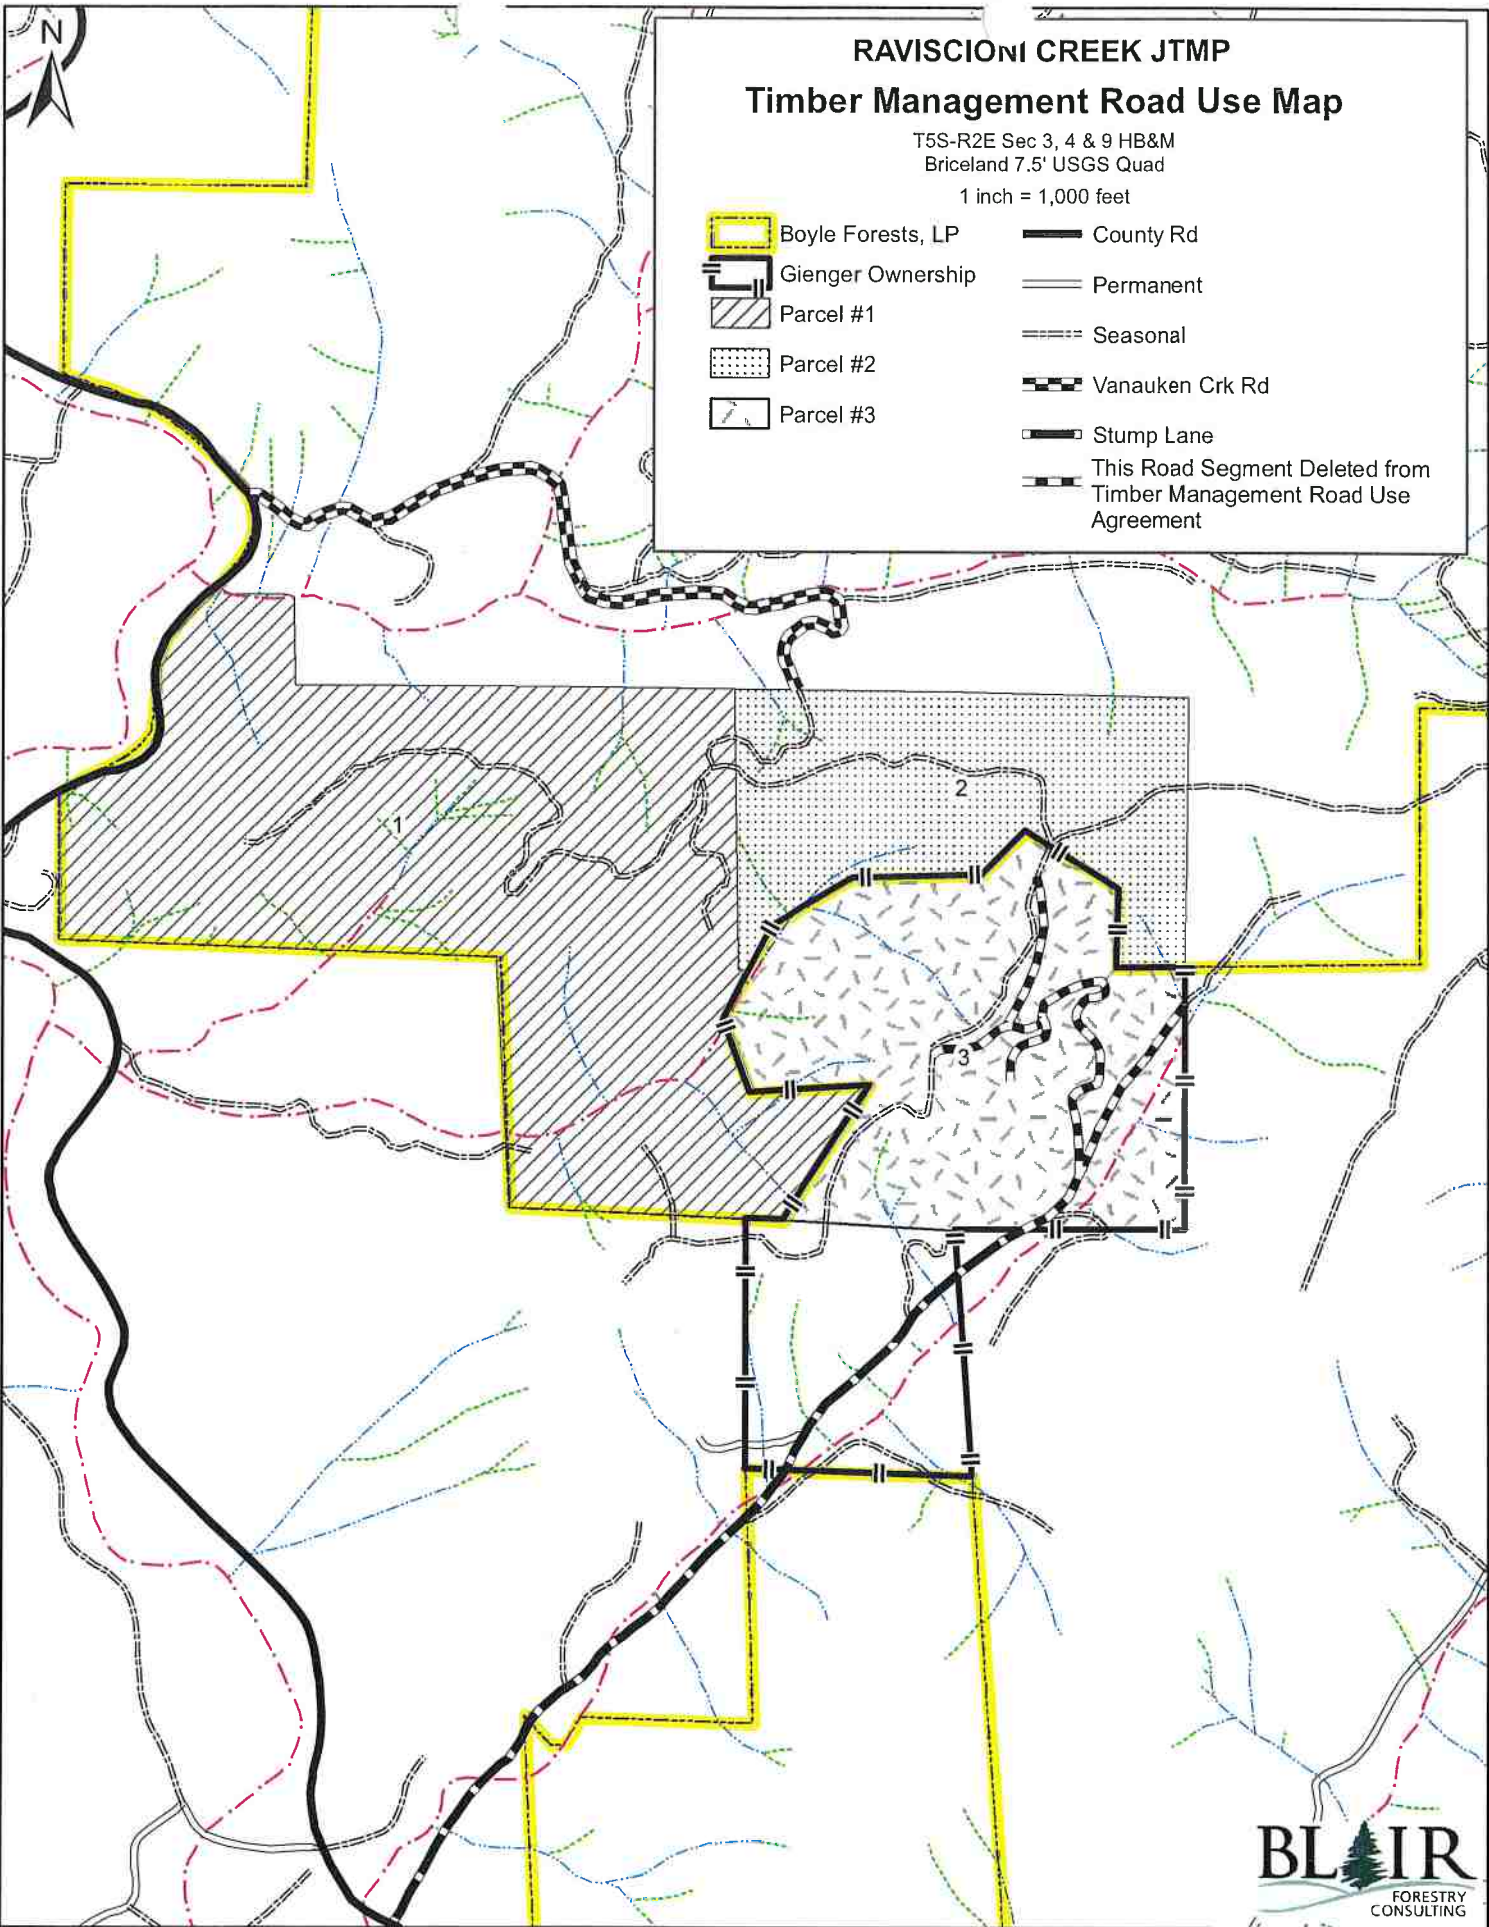 N
RAVISCIONI CREEK JTMP
Timber Management Road Use Map
T5S-R2E Sec 3, 4 & 9 HB&M
Briceland 7.5' USGS Quad
1 inch = 1,000 feet
Boyle Forests, LP
Gienger Ownership
Parcel #1
Parcel #2
Parcel #3
County Rd
Permanent
Seasonal
Vanauken Crk Rd
Stump Lane
This Road Segment Deleted from
Timber Management Road Use
Agreement
1
2
3
BLAIR
FORESTRY
CONSULTING